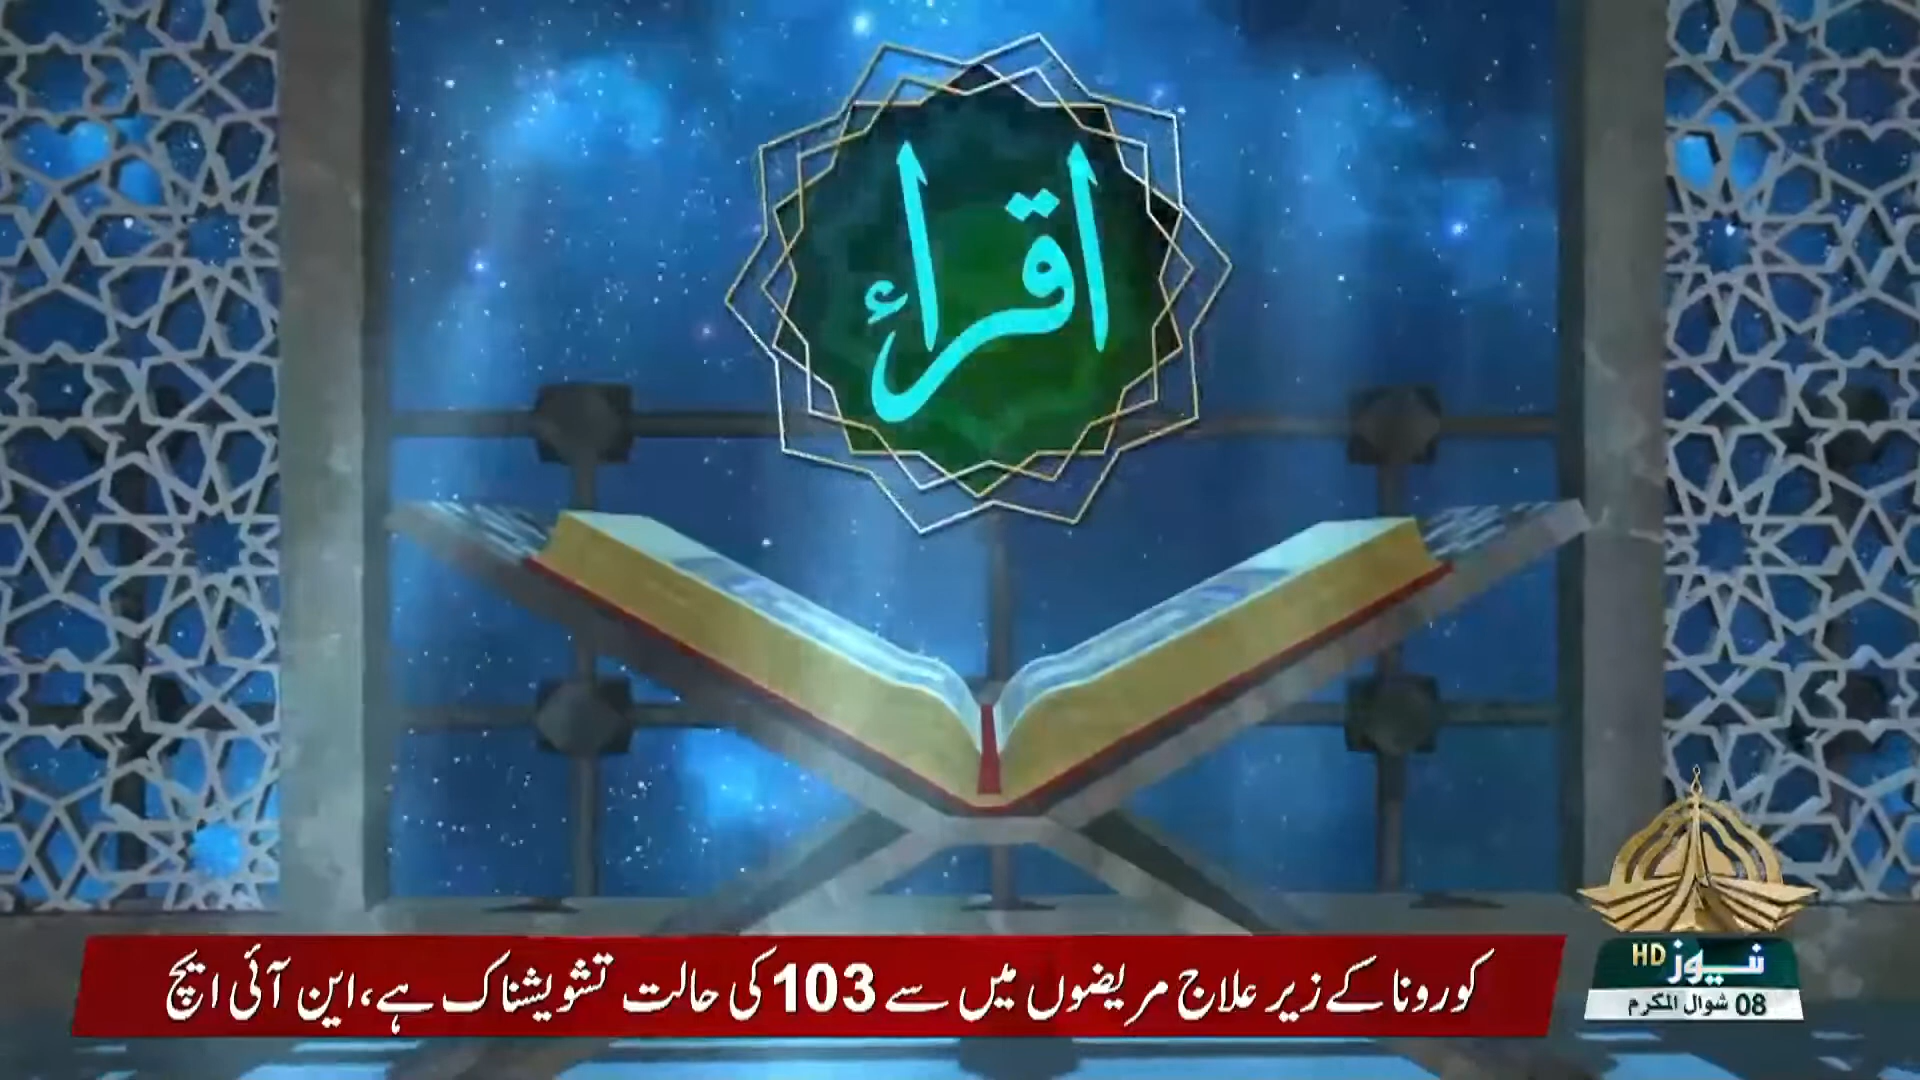 اقراء
کورونا کے زیر علاج مریضوں میں سے 103 کی حالت تشویشناک ہے، این آئی ایچ
نیوز HD
08 شوال المکرم